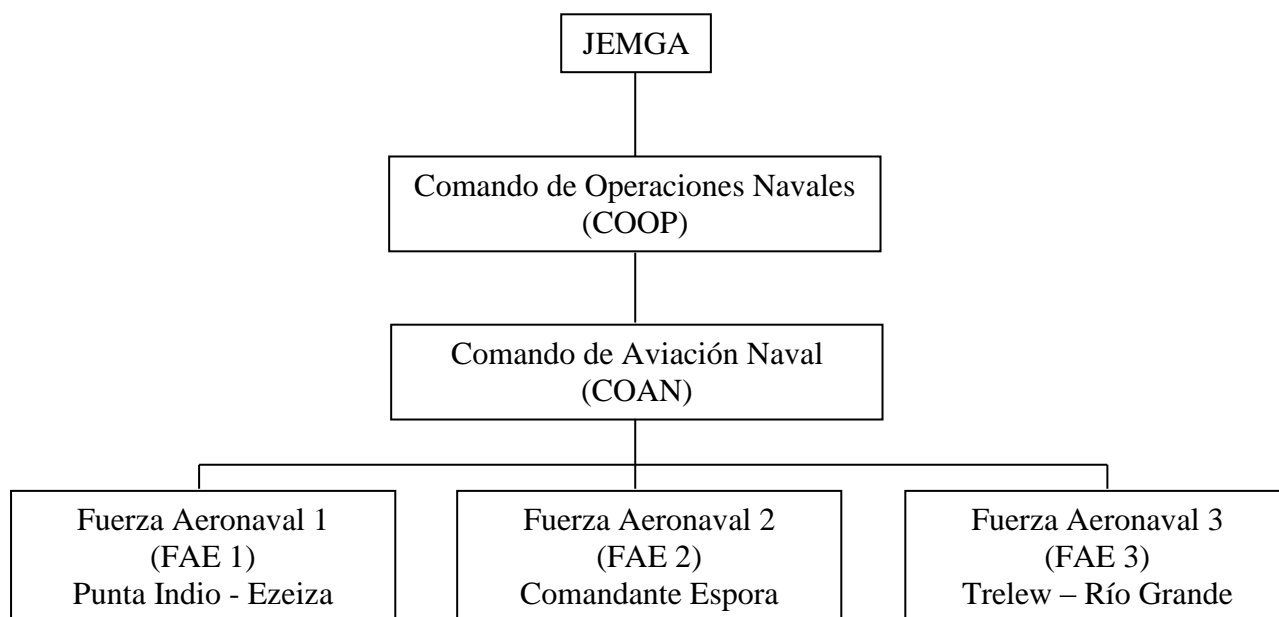 JEMGA
Comando de Operaciones Navales
(COOP)
Comando de Aviación Naval
(COAN)
Fuerza Aeronaval 1
(FAE 1)
Punta Indio - Ezeiza
Fuerza Aeronaval 2
(FAE 2)
Comandante Espora
Fuerza Aeronaval 3
(FAE 3)
Trelew – Río Grande